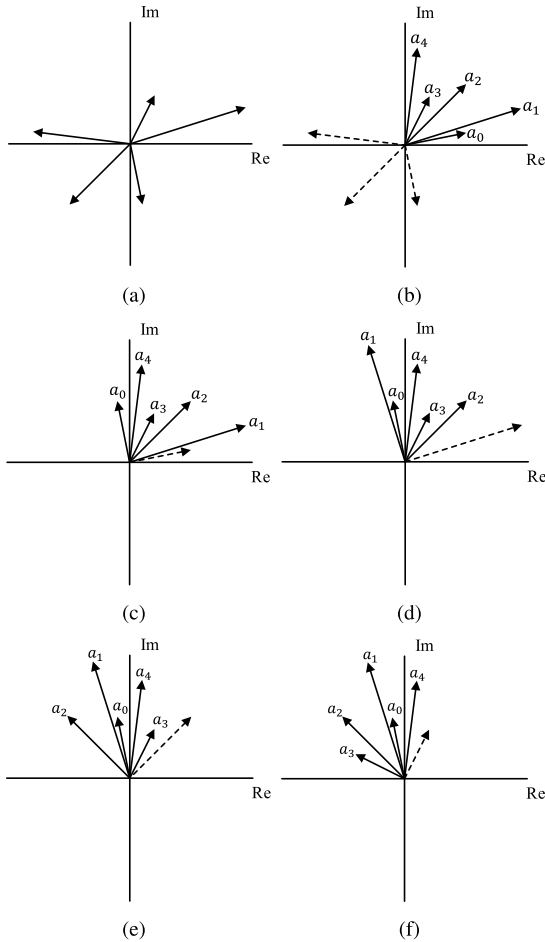 Im
Re
(a)
Im
a₄
a₃
a₂
a₁
a₀
Re
(b)
Im
a₄
a₀
a₃
a₂
a₁
Re
(c)
Im
a₁
a₄
a₀
a₃
a₂
Re
(d)
Im
a₁
a₄
a₂
a₀
a₃
Re
(e)
Im
a₁
a₄
a₂
a₀
a₃
Re
(f)